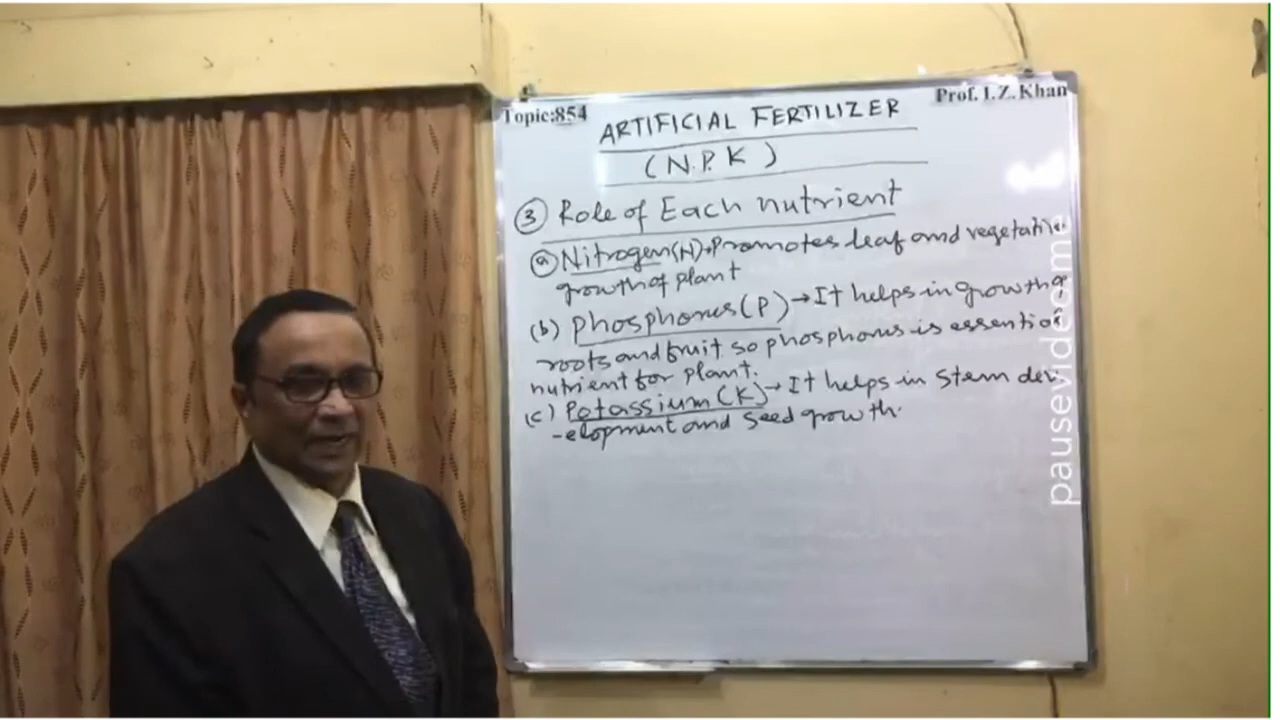 Topic:854
Prof. I.Z. Khan
ARTIFICIAL FERTILIZER
(N.P.K)
③ Role of Each nutrient
ⓐ Nitrogen(N)→Promotes leaf and vegetative
growth of plant
(b) Phosphorus(P)→It helps in growth of
roots and fruit. so phosphorus is essential
nutrient for plant.
(c) Potassium(K)→It helps in stem dev
-elopment and seed growth.
pausevideo.me